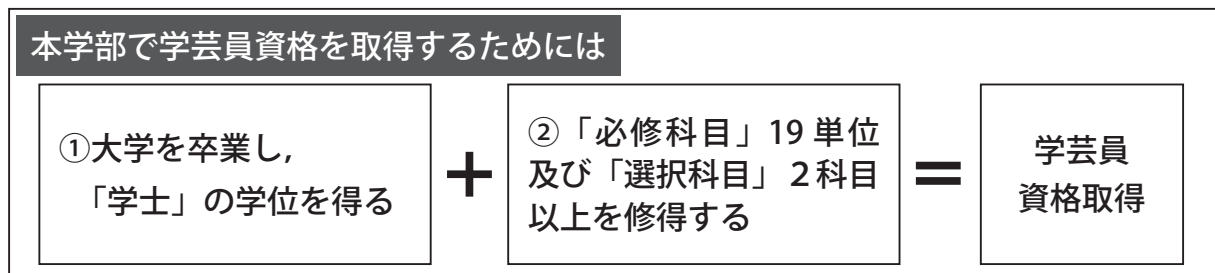 本学部で学芸員資格を取得するためには
①大学を卒業し,
「学士」の学位を得る
+
②「必修科目」19単位
及び「選択科目」2科目
以上を修得する
=
学芸員
資格取得